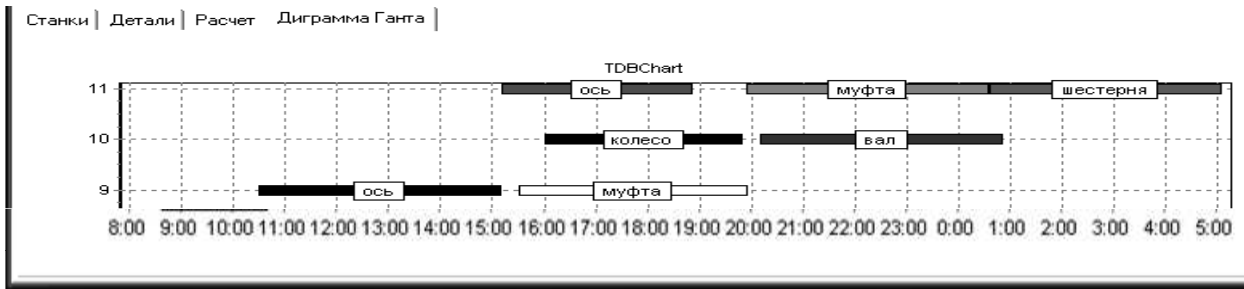 Станки Детали Расчет Диграмма Ганта
TDBChart
11 ось муфта шестерня
10 колесо вал
9 ось муфта
8:00 9:00 10:00 11:00 12:00 13:00 14:00 15:00 16:00 17:00 18:00 19:00 20:00 21:00 22:00 23:00 0:00 1:00 2:00 3:00 4:00 5:00